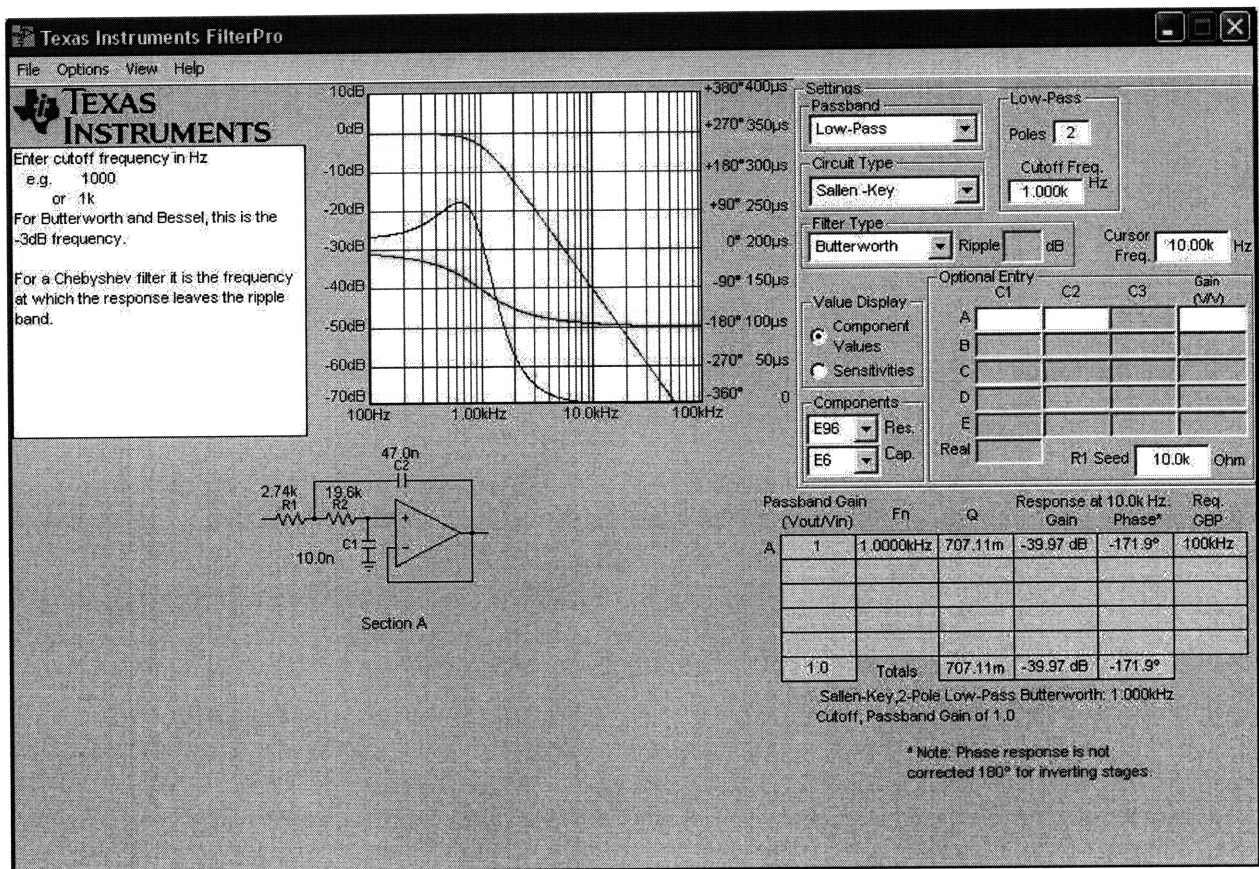 Texas Instruments FilterPro
File Options View Help
TEXAS
INSTRUMENTS
Enter cutoff frequency in Hz
e.g. 1000
or 1k
For Butterworth and Bessel, this is the
-3dB frequency.
For a Chebyshev filter it is the frequency
at which the response leaves the ripple
band.
10dB
0dB
-10dB
-20dB
-30dB
-40dB
-50dB
-60dB
-70dB
100Hz 1.00kHz 10.0kHz 100kHz
+360° 400µs
+270° 350µs
+180° 300µs
+90° 250µs
0° 200µs
-90° 150µs
-180° 100µs
-270° 50µs
-360° 0
Settings
Passband
Low-Pass
Circuit Type
Sallen -Key
Filter Type
Butterworth
Ripple dB
Low-Pass
Poles 2
Cutoff Freq.
1.000k Hz
Cursor
Freq. 10.00k Hz
Value Display
Component
Values
Sensitivities
Components
E96 Res.
E6 Cap.
Optional Entry
C1 C2 C3 Gain
(V/V)
A
B
C
D
E
Real
R1 Seed 10.0k Ohm
47.0n
C2
2.74k 19.6k
R1 R2
C1
10.0n
+
-
Section A
Passband Gain Fn Q Response at 10.0k Hz. Req.
(Vout/Vin) Gain Phase* GBP
A 1 1.0000kHz 707.11m -39.97 dB -171.9° 100kHz
1.0 Totals 707.11m -39.97 dB -171.9°
Sallen-Key,2-Pole Low-Pass Butterworth: 1.000kHz
Cutoff, Passband Gain of 1.0
* Note: Phase response is not
corrected 180° for inverting stages.